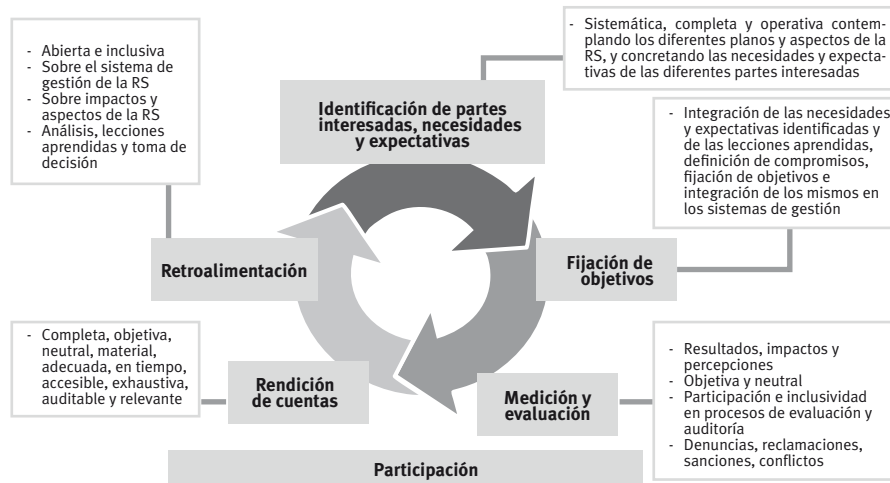 - Abierta e inclusiva
- Sobre el sistema de
gestión de la RS
- Sobre impactos y
aspectos de la RS
- Análisis, lecciones
aprendidas y toma de
decisión
- Sistemática, completa y operativa contem-
plando los diferentes planos y aspectos de la
RS, y concretando las necesidades y expecta-
tivas de las diferentes partes interesadas
Identificación de partes
interesadas, necesidades
y expectativas
- Integración de las necesidades
y expectativas identificadas y
de las lecciones aprendidas,
definición de compromisos,
fijación de objetivos e
integración de los mismos en
los sistemas de gestión
Retroalimentación
Fijación de
objetivos
- Completa, objetiva,
neutral, material,
adecuada, en tiempo,
accesible, exhaustiva,
auditable y relevante
Rendición
de cuentas
Medición y
evaluación
- Resultados, impactos y
percepciones
- Objetiva y neutral
- Participación e inclusividad
en procesos de evaluación y
auditoría
- Denuncias, reclamaciones,
sanciones, conflictos
Participación